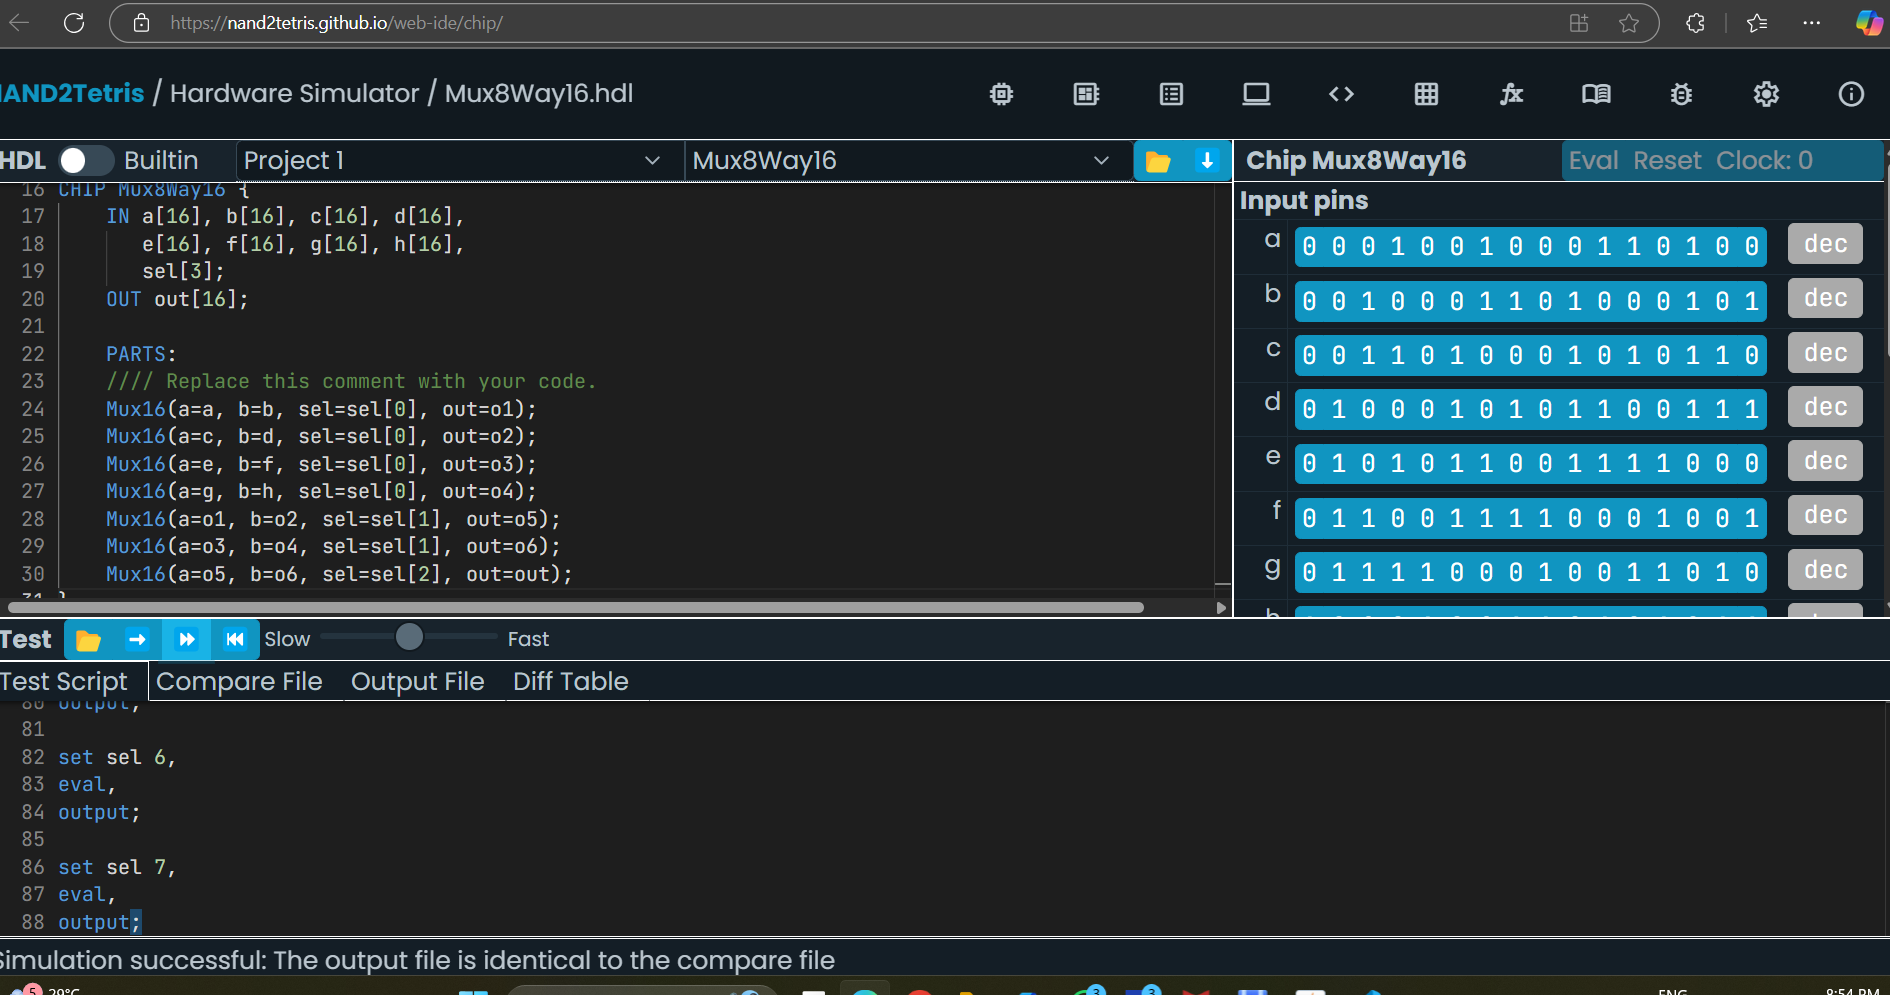 https://nand2tetris.github.io/web-ide/chip/
AND2Tetris / Hardware Simulator / Mux8Way16.hdl
HDL Builtin Project 1 Mux8Way16
Chip Mux8Way16 Eval Reset Clock: 0
16 CHIP Mux8Way16 {
17 IN a[16], b[16], c[16], d[16],
18 e[16], f[16], g[16], h[16],
19 sel[3];
20 OUT out[16];
21
22 PARTS:
23 //// Replace this comment with your code.
24 Mux16(a=a, b=b, sel=sel[0], out=o1);
25 Mux16(a=c, b=d, sel=sel[0], out=o2);
26 Mux16(a=e, b=f, sel=sel[0], out=o3);
27 Mux16(a=g, b=h, sel=sel[0], out=o4);
28 Mux16(a=o1, b=o2, sel=sel[1], out=o5);
29 Mux16(a=o3, b=o4, sel=sel[1], out=o6);
30 Mux16(a=o5, b=o6, sel=sel[2], out=out);
31 }
Input pins
a 0 0 0 1 0 0 1 0 0 0 1 1 0 1 0 0 dec
b 0 0 1 0 0 0 1 1 0 1 0 0 0 1 0 1 dec
c 0 0 1 1 0 1 0 0 0 1 0 1 0 1 1 0 dec
d 0 1 0 0 0 1 0 1 0 1 1 0 0 1 1 1 dec
e 0 1 0 1 0 1 1 0 0 1 1 1 1 0 0 0 dec
f 0 1 1 0 0 1 1 1 1 0 0 0 1 0 0 1 dec
g 0 1 1 1 1 0 0 0 1 0 0 1 1 0 1 0 dec
h
Test Slow Fast
Test Script Compare File Output File Diff Table
80 output;
81
82 set sel 6,
83 eval,
84 output;
85
86 set sel 7,
87 eval,
88 output;
Simulation successful: The output file is identical to the compare file
5 29°C 3 3 ENG 8:54 PM